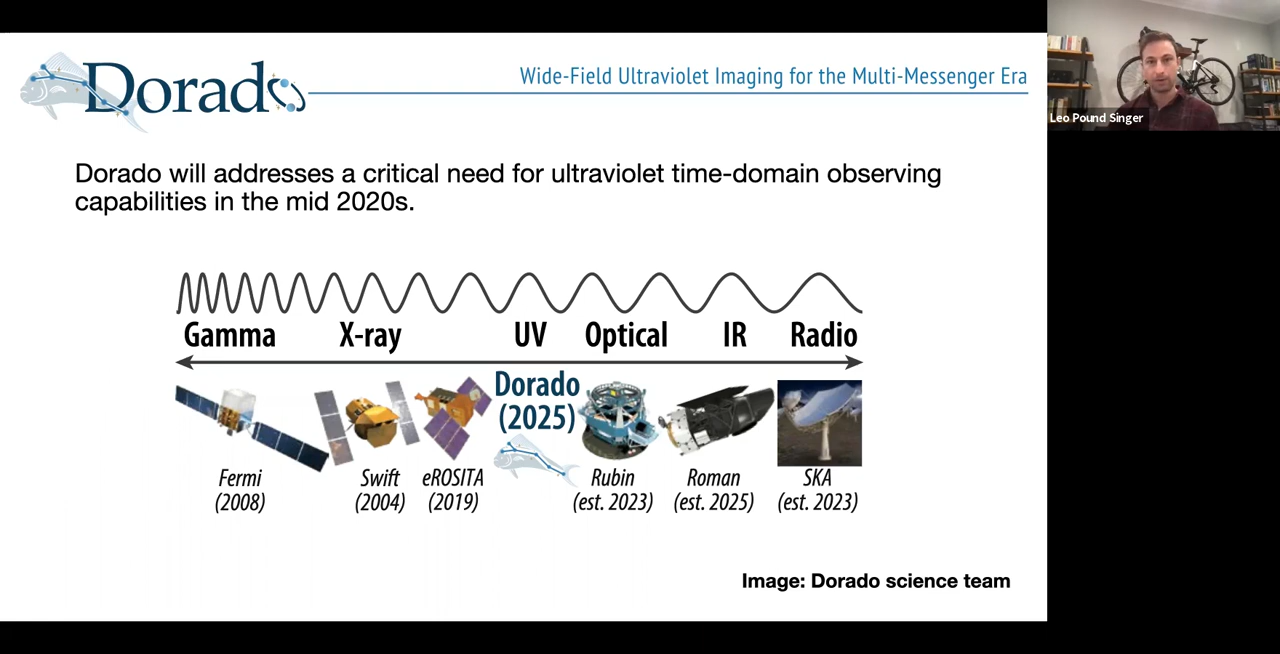 Dorado
Wide-Field Ultraviolet Imaging for the Multi-Messenger Era
Leo Pound Singer
Dorado will addresses a critical need for ultraviolet time-domain observing
capabilities in the mid 2020s.
Gamma X-ray UV Optical IR Radio
Dorado
(2025)
Fermi
(2008)
Swift
(2004)
eROSITA
(2019)
Rubin
(est. 2023)
Roman
(est. 2025)
SKA
(est. 2023)
Image: Dorado science team